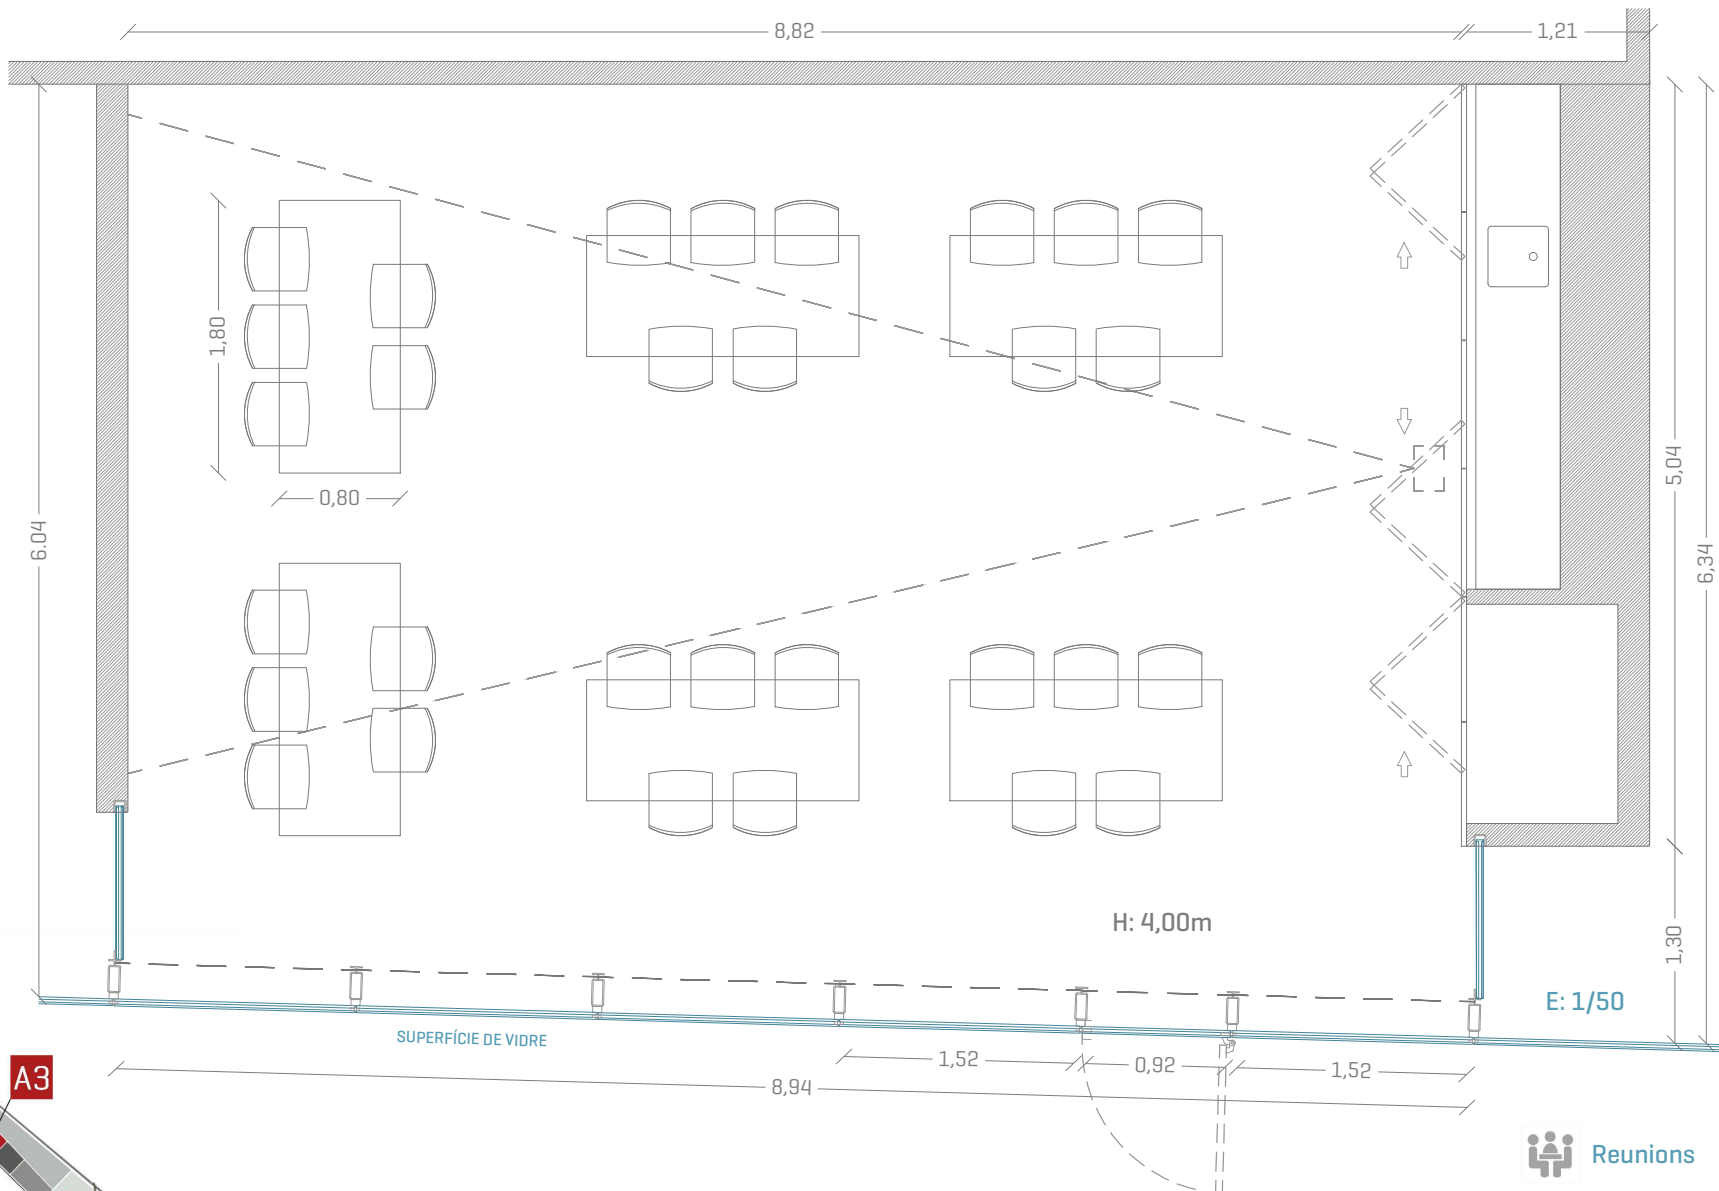 8,82
1,21
1,80
0,80
6.04
5,04
6,34
1,30
H: 4,00m
E: 1/50
SUPERFÍCIE DE VIDRE
1,52
0,92
1,52
8,94
A3
Reunions